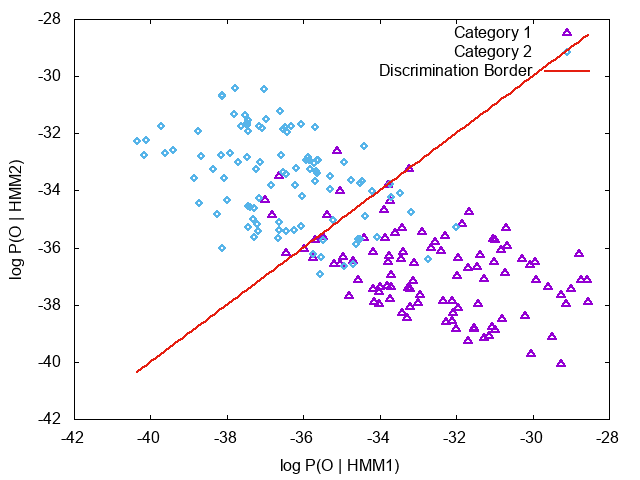 -28
-30
-32
-34
-36
-38
-40
-42
-42 -40 -38 -36 -34 -32 -30 -28
log P(O | HMM2)
log P(O | HMM1)
Category 1
Category 2
Discrimination Border